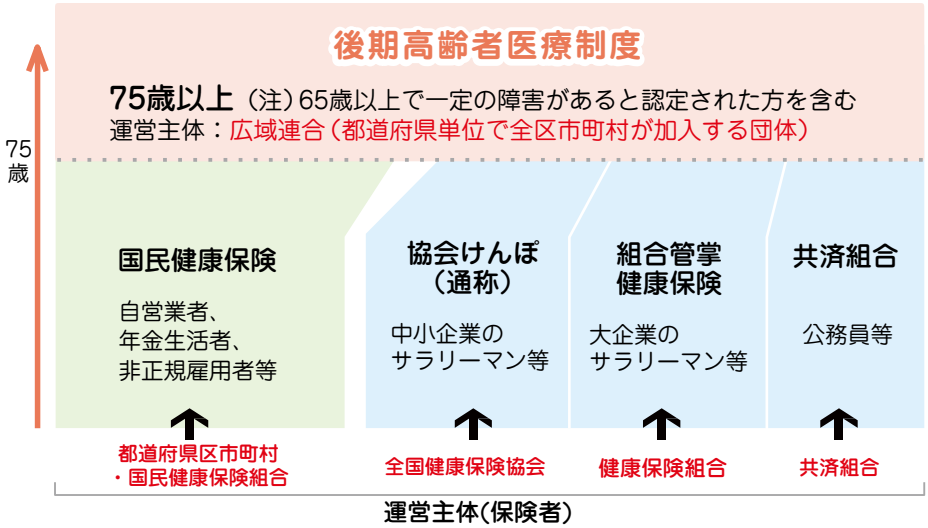 後期高齢者医療制度
75歳以上（注）65歳以上で一定の障害があると認定された方を含む
運営主体：広域連合（都道府県単位で全区市町村が加入する団体）
75
歳
国民健康保険
自営業者、
年金生活者、
非正規雇用者等
協会けんぽ
（通称）
中小企業の
サラリーマン等
組合管掌
健康保険
大企業の
サラリーマン等
共済組合
公務員等
都道府県区市町村
・国民健康保険組合
全国健康保険協会
健康保険組合
共済組合
運営主体(保険者)